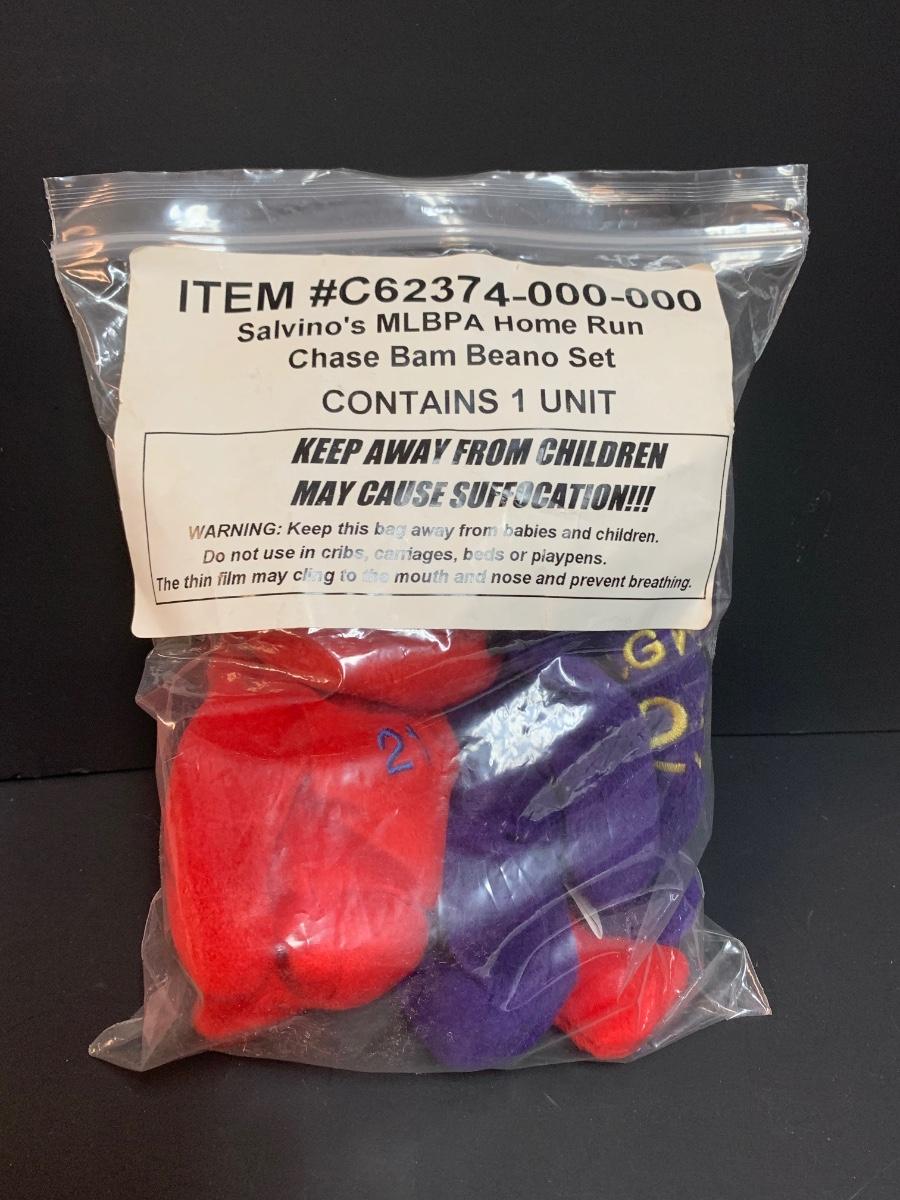 ITEM #C62374-000-000
Salvino's MLBPA Home Run
Chase Bam Beano Set
CONTAINS 1 UNIT
KEEP AWAY FROM CHILDREN
MAY CAUSE SUFFOCATION!!!
WARNING: Keep this bag away from babies and children.
Do not use in cribs, carriages, beds or playpens.
The thin film may cling to the mouth and nose and prevent breathing.
21